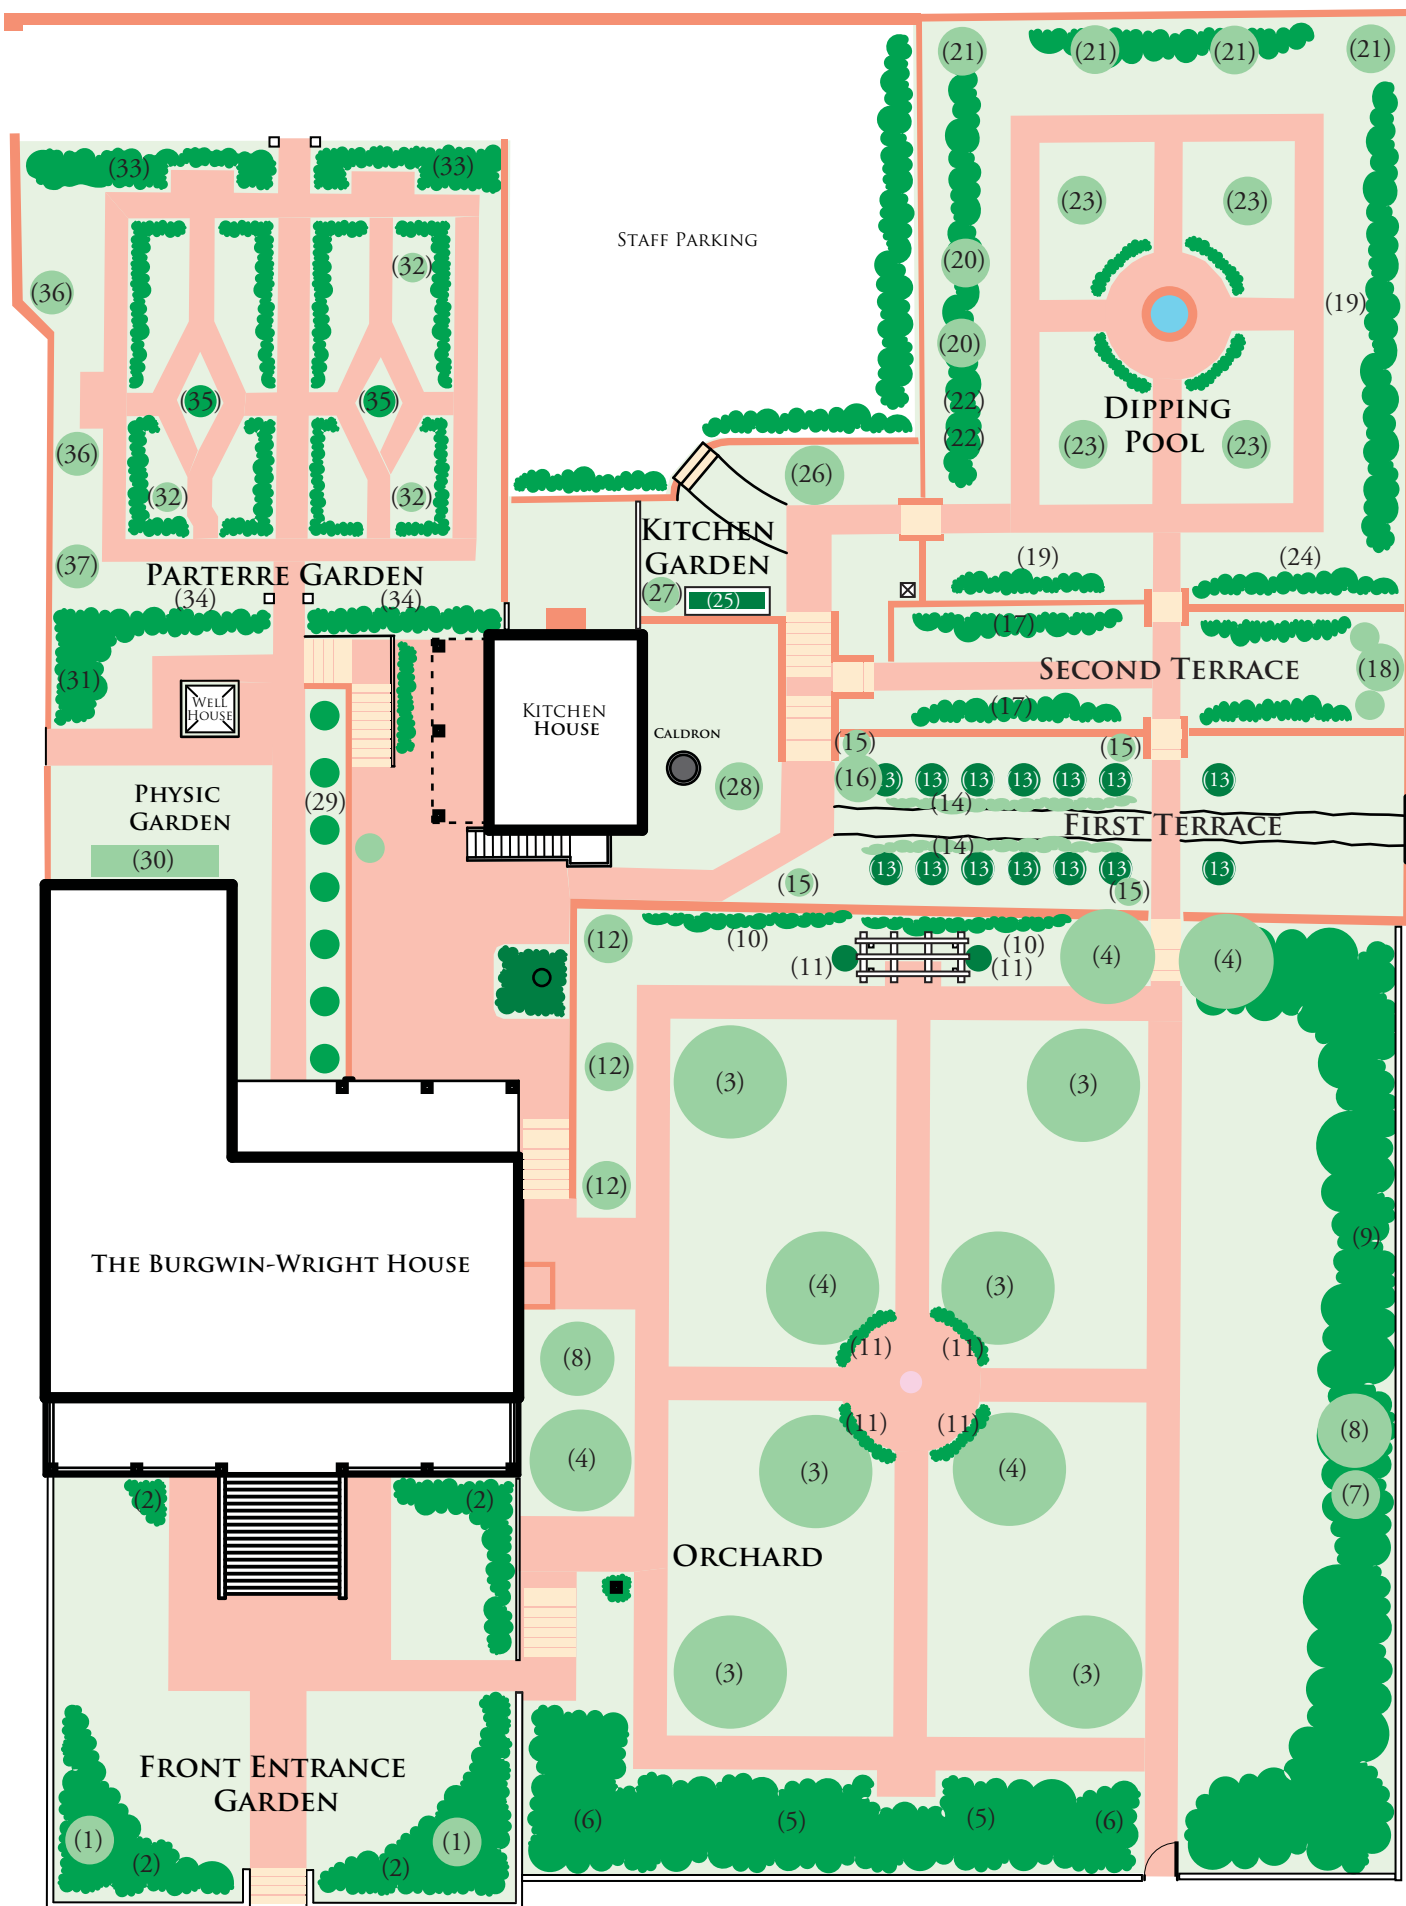 (21) (21) (21) (21)
(33) (33)
(23) (23)
STAFF PARKING
(32)
(20)
(36)
(19)
(20)
(35) (35)
(22)
DIPPING
POOL
(22)
(23) (23)
(36)
(26)
(32) (32)
KITCHEN
GARDEN
(19) (24)
(37)
PARTERRE GARDEN
(34) (34)
(27) (25)
(17)
SECOND TERRACE
(18)
(31)
WELL
HOUSE
KITCHEN
HOUSE
(17)
CALDRON
(15) (15)
(16) 13 13 13 13 13 13 13
(28)
PHYSIC
GARDEN
(29)
(14)
FIRST TERRACE
(14)
(30)
13 13 13 13 13 13 13
(15) (15)
(12) (10) (10)
(4) (4)
(11) (11)
(12) (3) (3)
(12)
(9)
THE BURGWIN-WRIGHT HOUSE
(4) (3)
(11) (11)
(8)
(11) (11)
(8)
(4) (3) (4)
(7)
(2) (2)
ORCHARD
(3) (3)
FRONT ENTRANCE
GARDEN
(6) (5) (5) (6)
(1) (1)
(2) (2)